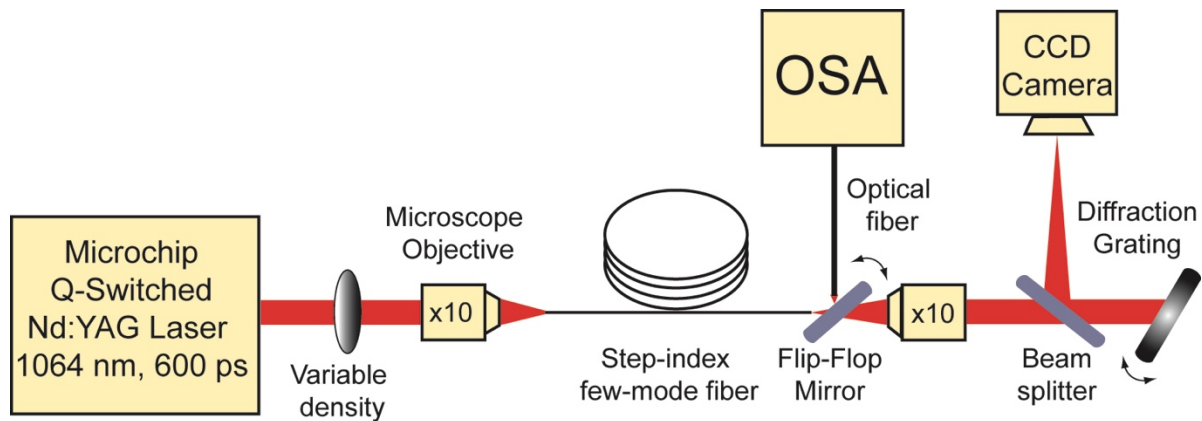 Microchip
Q-Switched
Nd:YAG Laser
1064 nm, 600 ps
Variable
density
Microscope
Objective
x10
Step-index
few-mode fiber
OSA
Optical
fiber
Flip-Flop
Mirror
x10
CCD
Camera
Beam
splitter
Diffraction
Grating